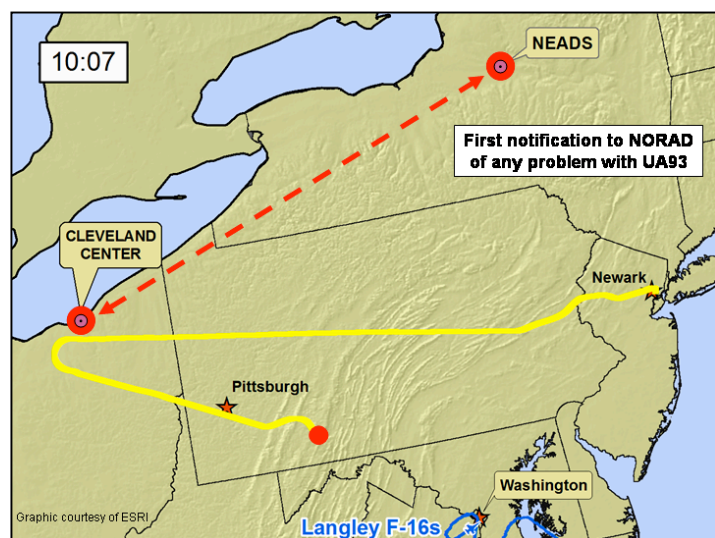 10:07
NEADS
First notification to NORAD
of any problem with UA93
CLEVELAND
CENTER
Newark
Pittsburgh
Washington
Graphic courtesy of ESRI
Langley F-16s